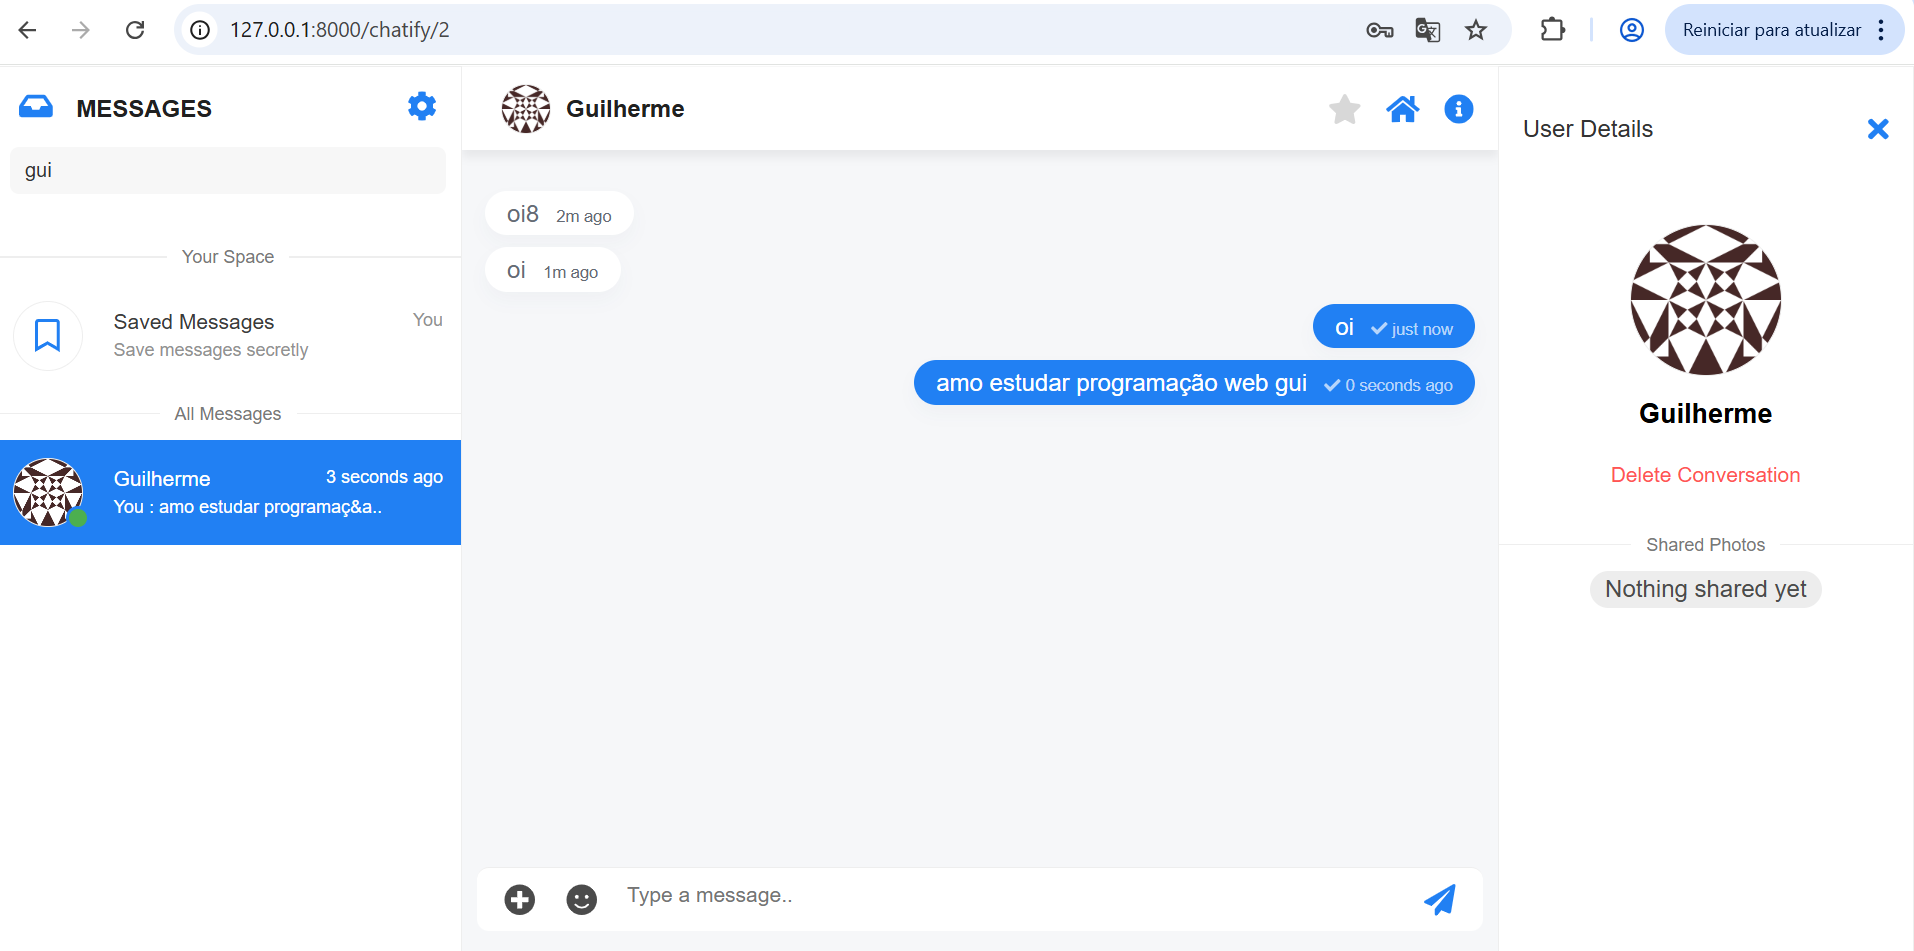 127.0.0.1:8000/chatify/2
Reiniciar para atualizar
MESSAGES
gui
Your Space
Saved Messages
You
Save messages secretly
All Messages
Guilherme
3 seconds ago
You : amo estudar programaç&a..
Guilherme
oi8 2m ago
oi 1m ago
oi just now
amo estudar programação web gui 0 seconds ago
Type a message..
User Details
Guilherme
Delete Conversation
Shared Photos
Nothing shared yet